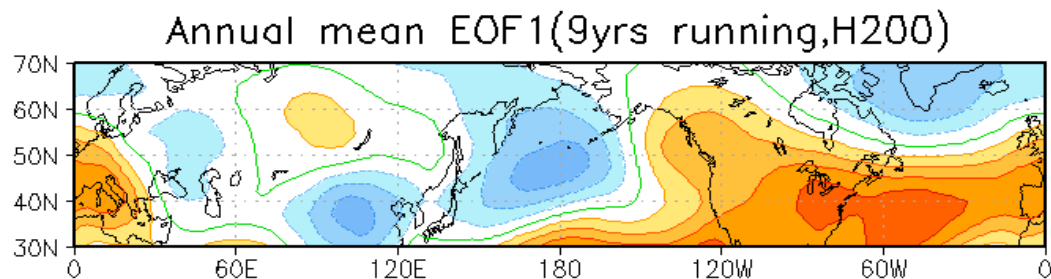 Annual mean EOF1(9yrs running,H200)
70N
60N
50N
40N
30N
0 60E 120E 180 120W 60W 0